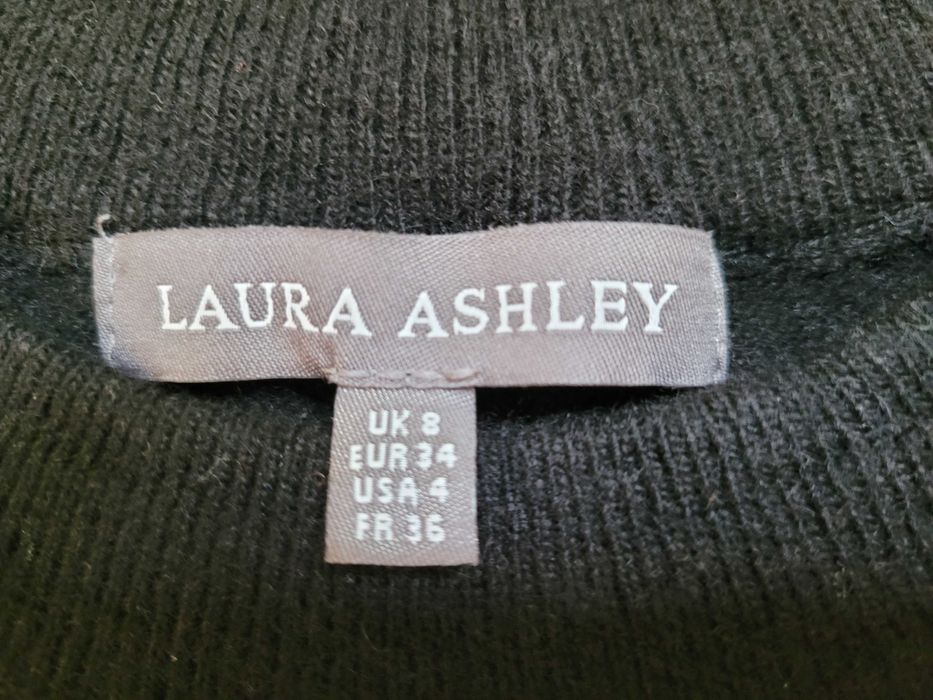 LAURA ASHLEY
UK 8
EUR 34
USA 4
FR 36